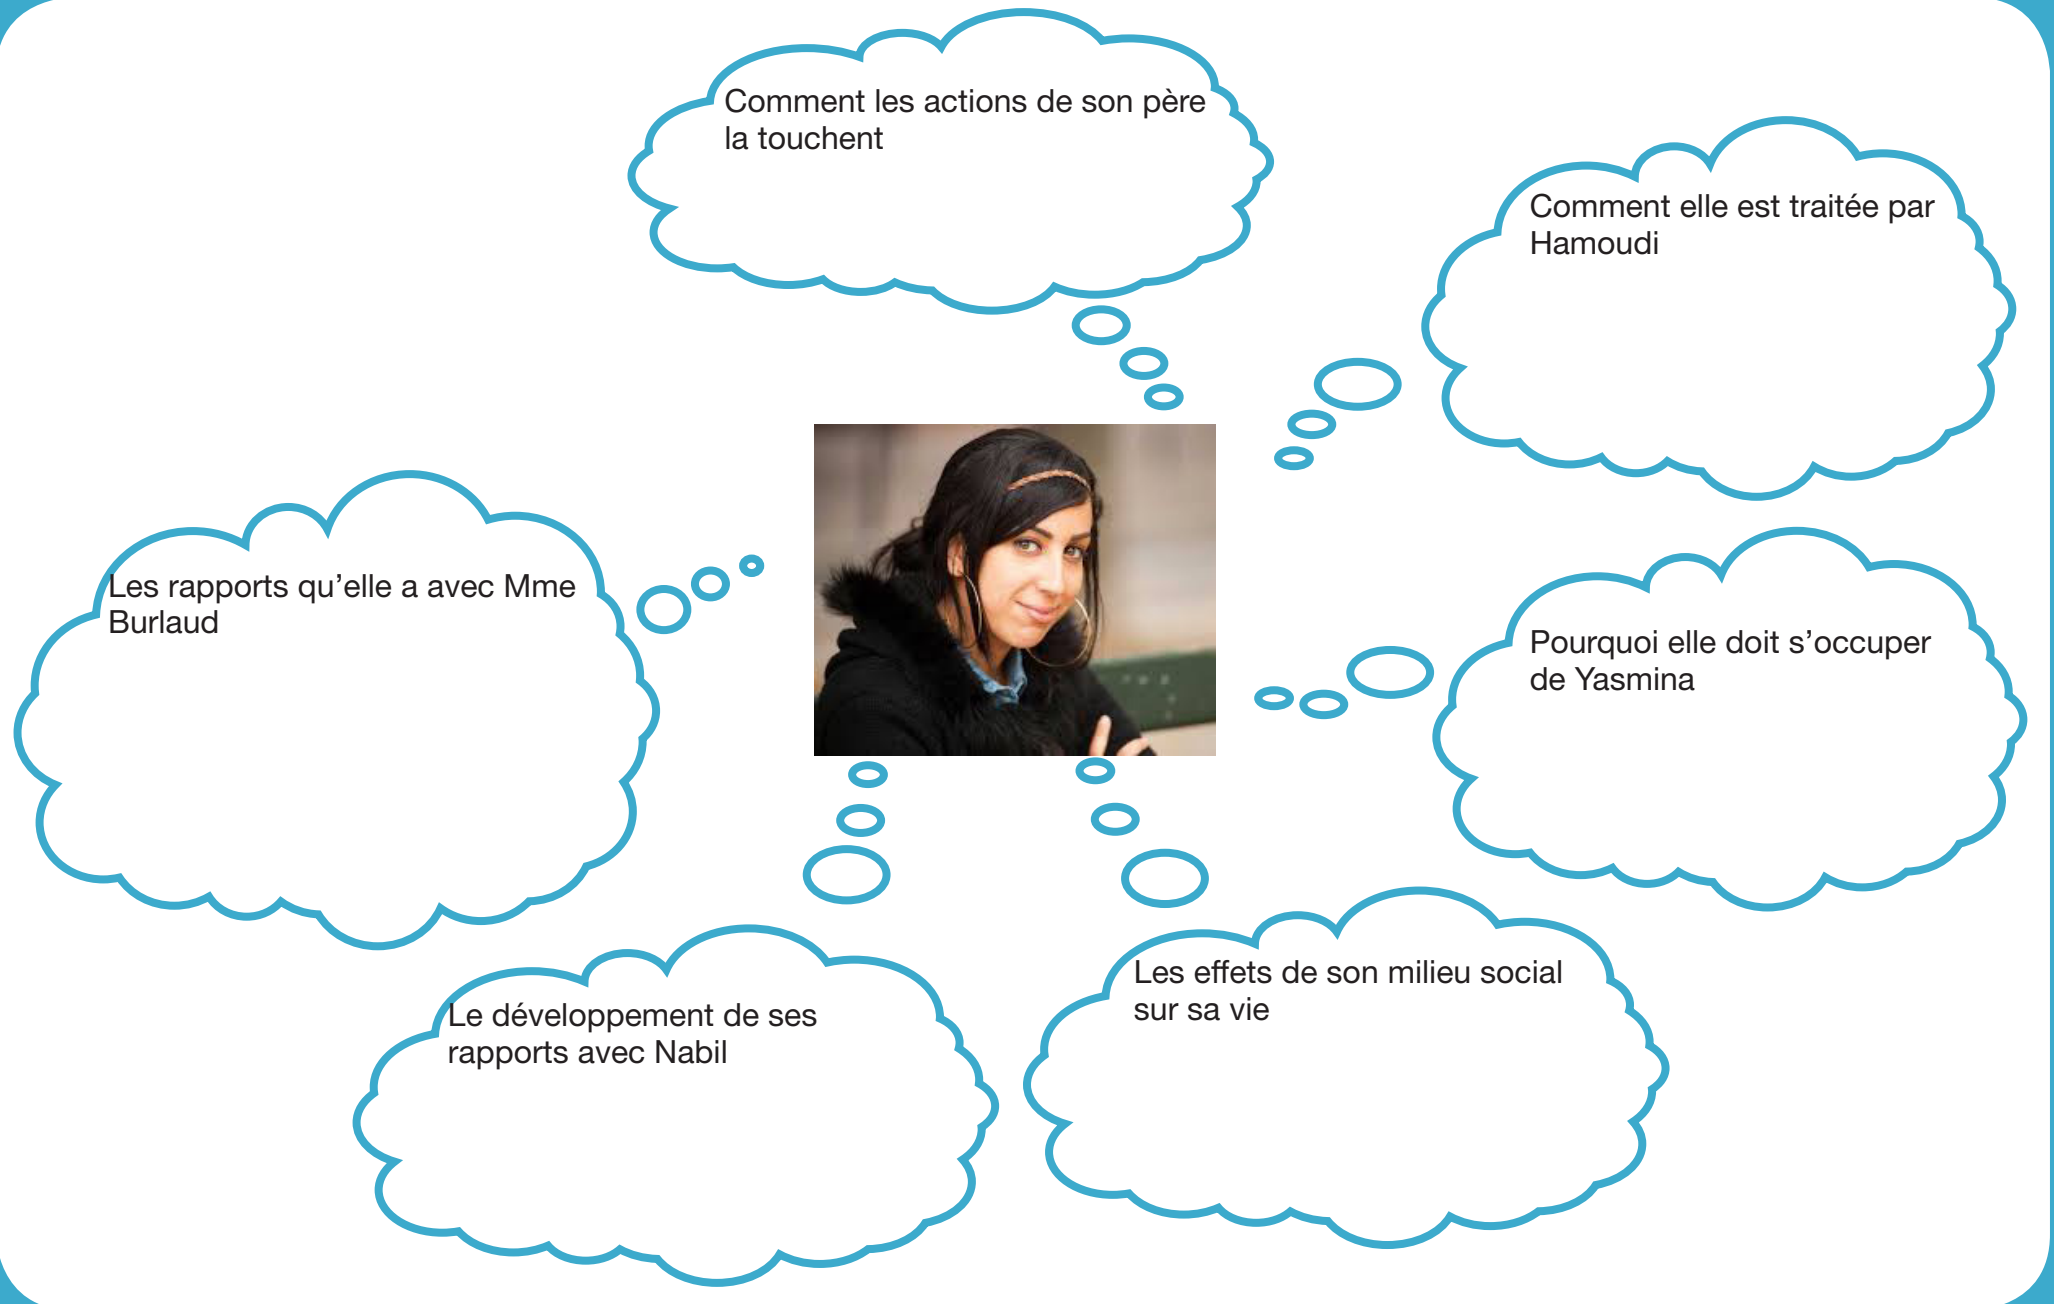 Comment les actions de son père
la touchent
Comment elle est traitée par
Hamoudi
Les rapports qu’elle a avec Mme
Burlaud
Pourquoi elle doit s’occuper
de Yasmina
Le développement de ses
rapports avec Nabil
Les effets de son milieu social
sur sa vie